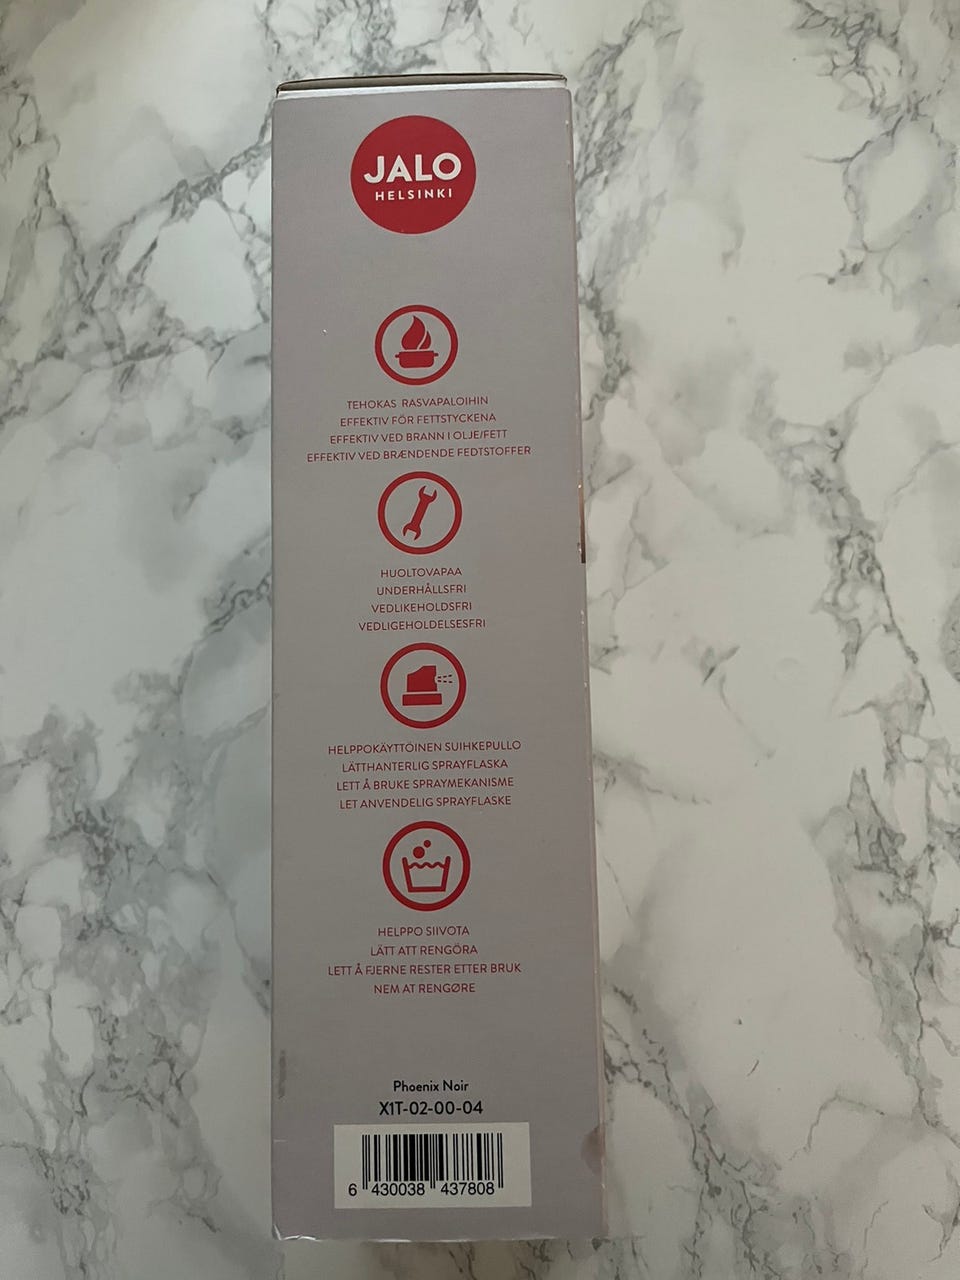 JALO
HELSINKI
TEHOKAS RASVAPALOIHIN
EFFEKTIV FÖR FETTSTYCKENA
EFFEKTIV VED BRANN I OLJE/FETT
EFFEKTIV VED BRÆNDENDE FEDTSTOFFER
HUOLTOVAPAA
UNDERHÅLLSFRI
VEDLIKEHOLDSFRI
VEDLIGEHOLDELSESFRI
HELPPOKÄYTTÖINEN SUIHKEPULLO
LÄTTHANTERLIG SPRAYFLASKA
LETT Å BRUKE SPRAYMEKANISME
LET ANVENDELIG SPRAYFLASKE
HELPPO SIIVOTA
LÄTT ATT RENGÖRA
LETT Å FJERNE RESTER ETTER BRUK
NEM AT RENGØRE
Phoenix Noir
X1T-02-00-04
6 430038 437808